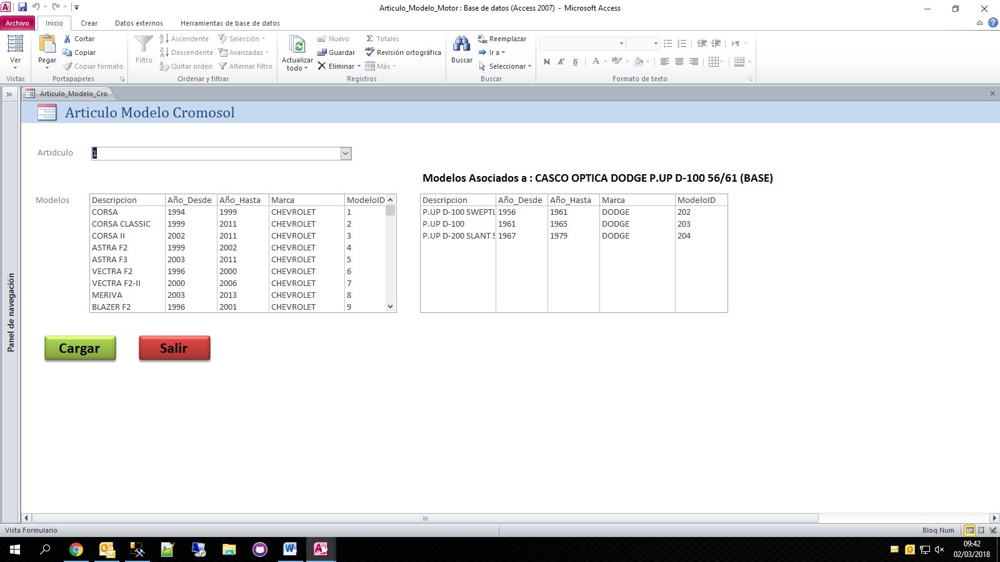 Articulo_Modelo_Motor : Base de datos (Access 2007) - Microsoft Access
Archivo Inicio Crear Datos externos Herramientas de base de datos
Ver
Vistas
Pegar
Cortar
Copiar
Copiar formato
Portapapeles
Filtro
Ascendente
Descendente
Quitar orden
Selección
Avanzadas
Alternar filtro
Ordenar y filtrar
Actualizar
todo
Nuevo
Guardar
Eliminar
Totales
Revisión ortográfica
Más
Registros
Buscar
Reemplazar
Ir a
Seleccionar
Buscar
N K S
Formato de texto
Articulo_Modelo_Cro
Articulo Modelo Cromosol
Panel de navegación
Artidculo 1
Modelos Asociados a : CASCO OPTICA DODGE P.UP D-100 56/61 (BASE)
Modelos
Descripcion Año_Desde Año_Hasta Marca ModeloID
CORSA 1994 1999 CHEVROLET 1
CORSA CLASSIC 1999 2011 CHEVROLET 2
CORSA II 2002 2011 CHEVROLET 3
ASTRA F2 1999 2002 CHEVROLET 4
ASTRA F3 2003 2011 CHEVROLET 5
VECTRA F2 1996 2000 CHEVROLET 6
VECTRA F2-II 2000 2006 CHEVROLET 7
MERIVA 2003 2013 CHEVROLET 8
BLAZER F2 1996 2001 CHEVROLET 9
Descripcion Año_Desde Año_Hasta Marca ModeloID
P.UP D-100 SWEPTL 1956 1961 DODGE 202
P.UP D-100 1961 1965 DODGE 203
P.UP D-200 SLANT S 1967 1979 DODGE 204
Cargar Salir
Vista Formulario Bloq Num
09:42
02/03/2018